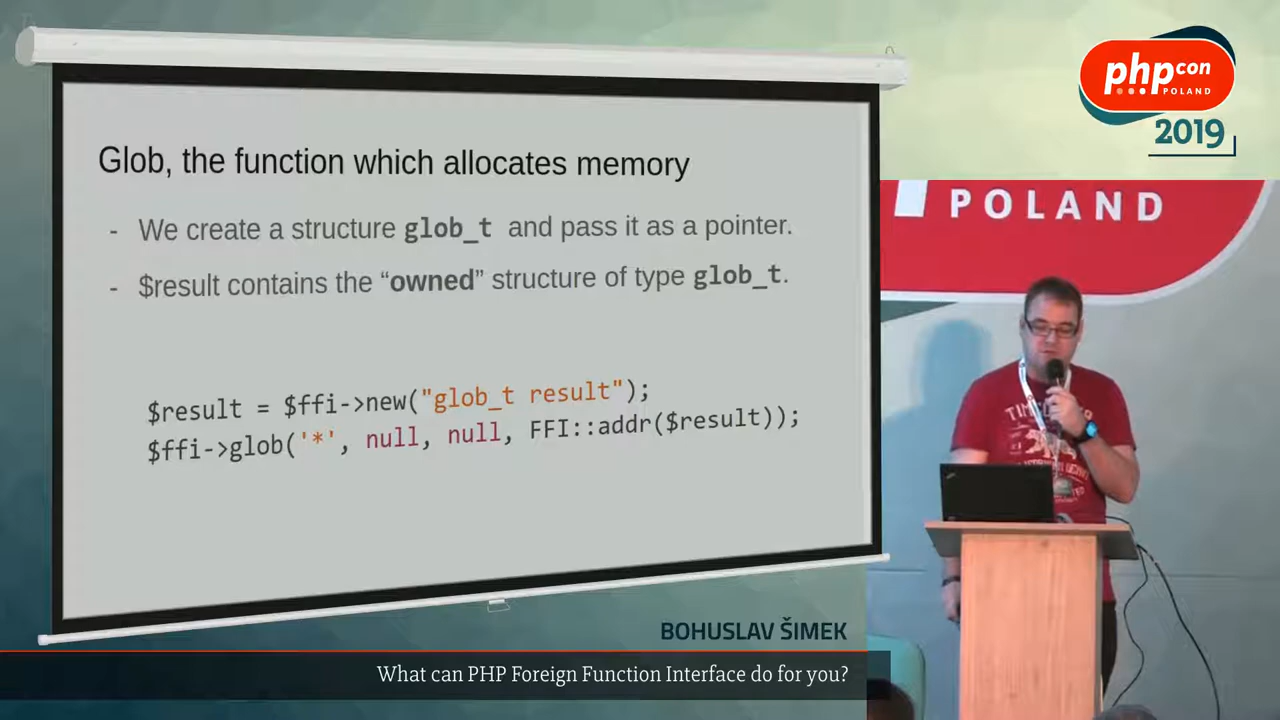 Glob, the function which allocates memory
- We create a structure glob_t and pass it as a pointer.
- $result contains the “owned” structure of type glob_t.
$result = $ffi->new("glob_t result");
$ffi->glob('*', null, null, FFI::addr($result));
phpcon
POLAND
2019
POLAND
BOHUSLAV ŠIMEK
What can PHP Foreign Function Interface do for you?